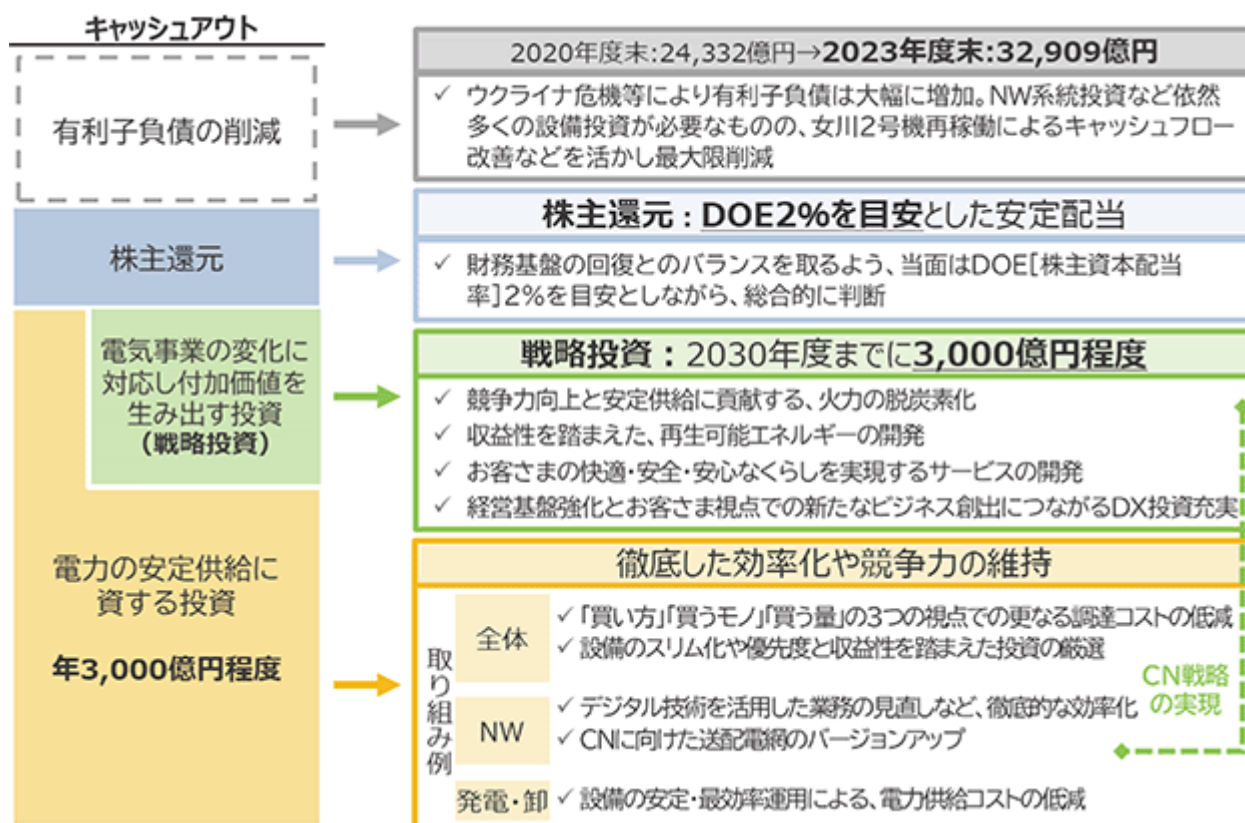 キャッシュアウト
有利子負債の削減
2020年度末:24,332億円→2023年度末:32,909億円
✓ ウクライナ危機等により有利子負債は大幅に増加。NW系統投資など依然
多くの設備投資が必要なものの、女川2号機再稼働によるキャッシュフロー
改善などを活かし最大限削減
株主還元
株主還元：DOE2%を目安とした安定配当
✓ 財務基盤の回復とのバランスを取るよう、当面はDOE[株主資本配当
率]2%を目安としながら、総合的に判断
電気事業の変化に
対応し付加価値を
生み出す投資
(戦略投資)
戦略投資：2030年度までに3,000億円程度
✓ 競争力向上と安定供給に貢献する、火力の脱炭素化
✓ 収益性を踏まえた、再生可能エネルギーの開発
✓ お客さまの快適・安全・安心なくらしを実現するサービスの開発
✓ 経営基盤強化とお客さま視点での新たなビジネス創出につながるDX投資充実
電力の安定供給に
資する投資
年3,000億円程度
徹底した効率化や競争力の維持
取り組み例
全体
✓ 「買い方」「買うモノ」「買う量」の3つの視点での更なる調達コストの低減
✓ 設備のスリム化や優先度と収益性を踏まえた投資の厳選
NW
✓ デジタル技術を活用した業務の見直しなど、徹底的な効率化
✓ CNに向けた送配電網のバージョンアップ
発電・卸
✓ 設備の安定・最効率運用による、電力供給コストの低減
CN戦略
の実現